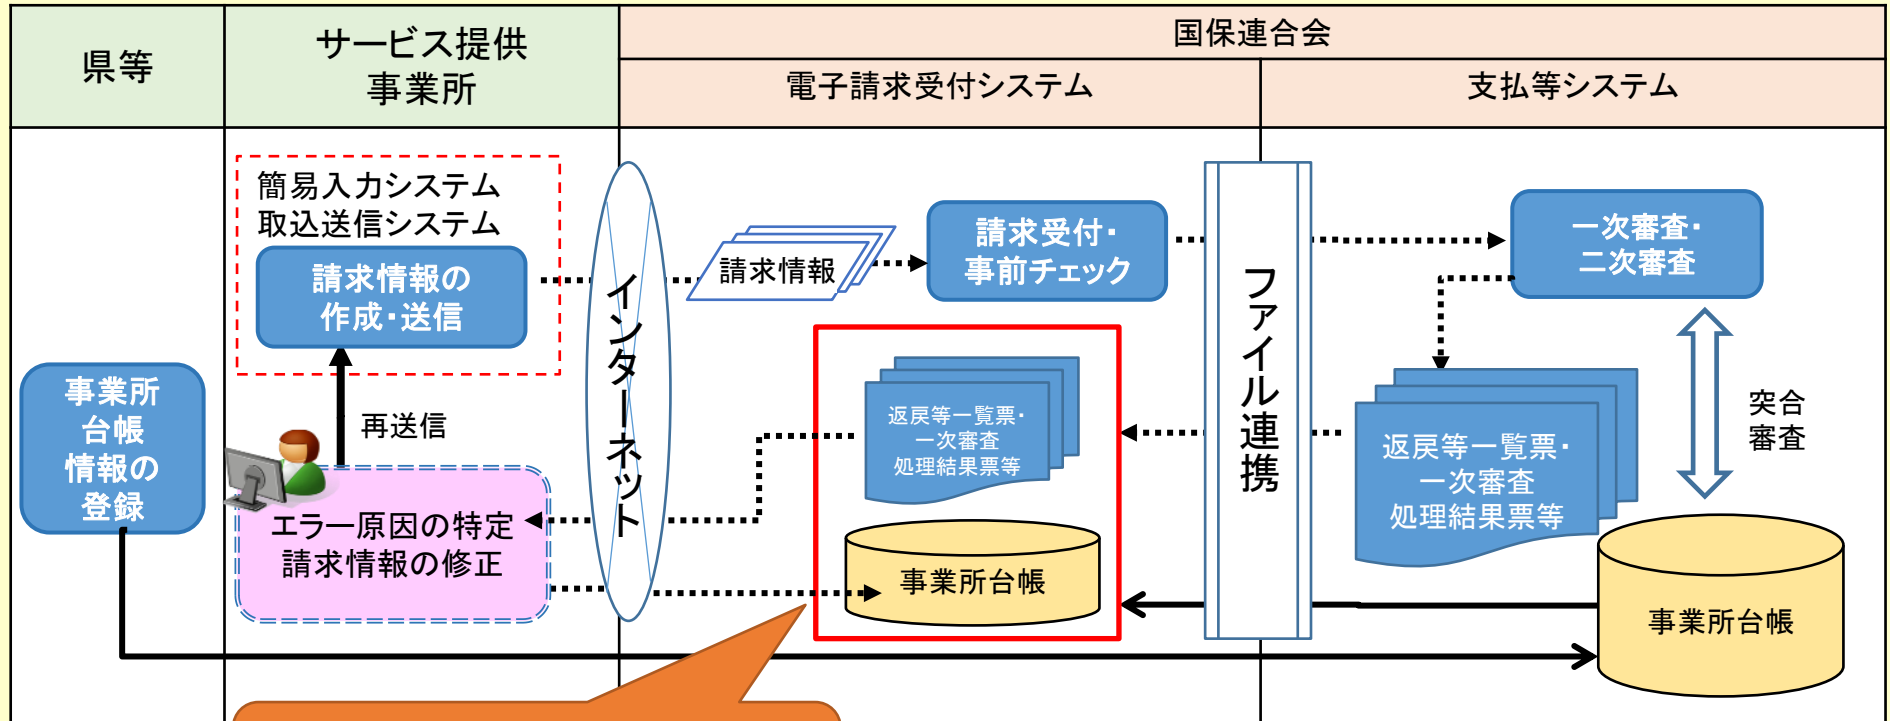 県等
サービス提供
事業所
国保連合会
電子請求受付システム
支払等システム
簡易入力システム
取込送信システム
請求情報の
作成・送信
再送信
事業所
台帳
情報の
登録
エラー原因の特定
請求情報の修正
インターネット
請求情報
請求受付・
事前チェック
返戻等一覧票・
一次審査
処理結果票等
事業所台帳
ファイル連携
一次審査・
二次審査
返戻等一覧票・
一次審査
処理結果票等
突合
審査
事業所台帳